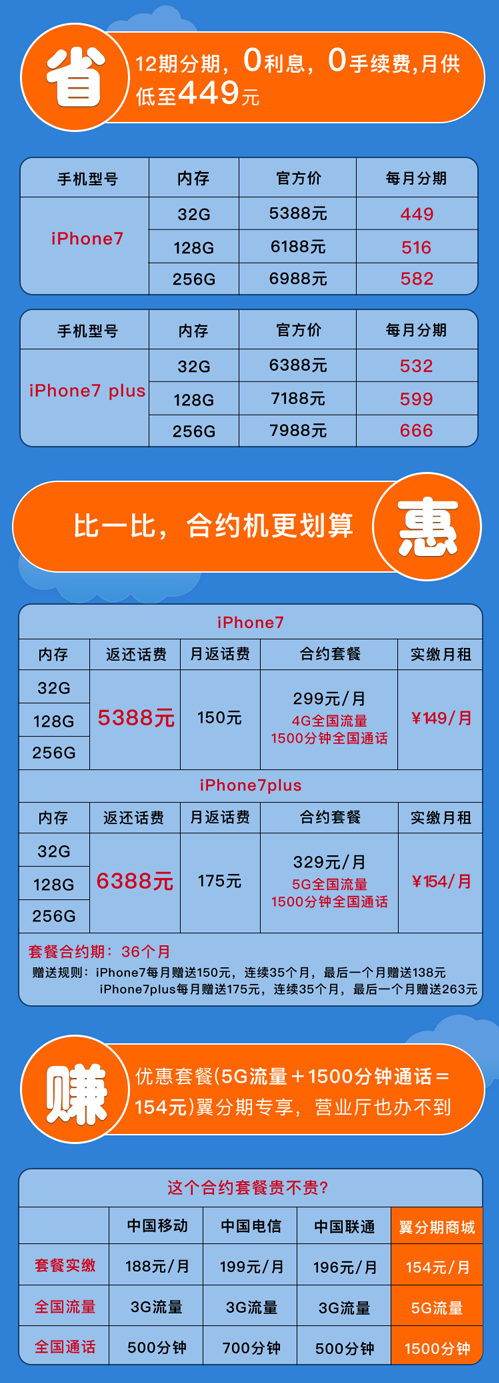 省
12期分期，0利息，0手续费,月供
低至449元
手机型号 内存 官方价 每月分期
iPhone7
32G 5388元 449
128G 6188元 516
256G 6988元 582
手机型号 内存 官方价 每月分期
iPhone7 plus
32G 6388元 532
128G 7188元 599
256G 7988元 666
比一比，合约机更划算
惠
iPhone7
内存 返还话费 月返话费 合约套餐 实缴月租
32G
128G
256G
5388元 150元
299元/月
4G全国流量
1500分钟全国通话
¥149/月
iPhone7plus
内存 返还话费 月返话费 合约套餐 实缴月租
32G
128G
256G
6388元 175元
329元/月
5G全国流量
1500分钟全国通话
¥154/月
套餐合约期：36个月
赠送规则：iPhone7每月赠送150元，连续35个月，最后一个月赠送138元
iPhone7plus每月赠送175元，连续35个月，最后一个月赠送263元
赚
优惠套餐(5G流量＋1500分钟通话＝
154元)翼分期专享，营业厅也办不到
这个合约套餐贵不贵?
中国移动 中国电信 中国联通 翼分期商城
套餐实缴 188元/月 199元/月 196元/月 154元/月
全国流量 3G流量 3G流量 3G流量 5G流量
全国通话 500分钟 700分钟 500分钟 1500分钟